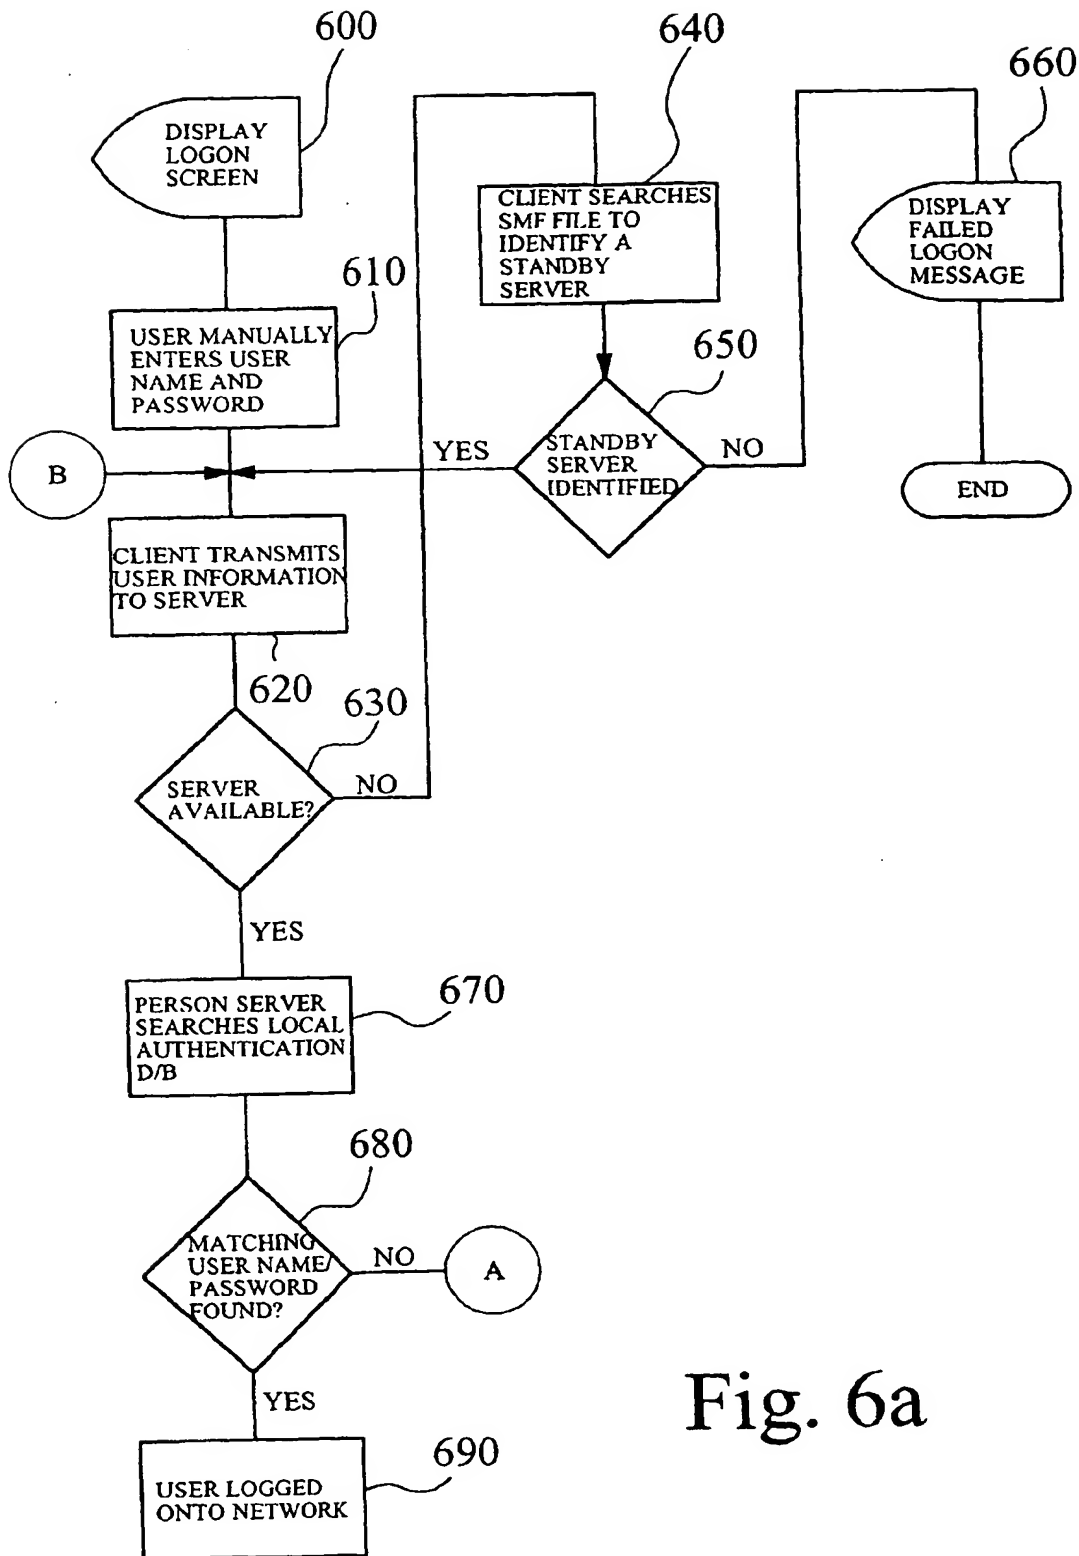 600
DISPLAY
LOGON
SCREEN
610
USER MANUALLY
ENTERS USER
NAME AND
PASSWORD
B
CLIENT TRANSMITS
USER INFORMATION
TO SERVER
620
630
SERVER
AVAILABLE?
NO
YES
640
CLIENT SEARCHES
SMF FILE TO
IDENTIFY A
STANDBY
SERVER
650
STANDBY
SERVER
IDENTIFIED
YES
NO
660
DISPLAY
FAILED
LOGON
MESSAGE
END
PERSON SERVER
SEARCHES LOCAL
AUTHENTICATION
D/B
670
680
MATCHING
USER NAME/
PASSWORD
FOUND?
NO
A
YES
690
USER LOGGED
ONTO NETWORK
Fig. 6a